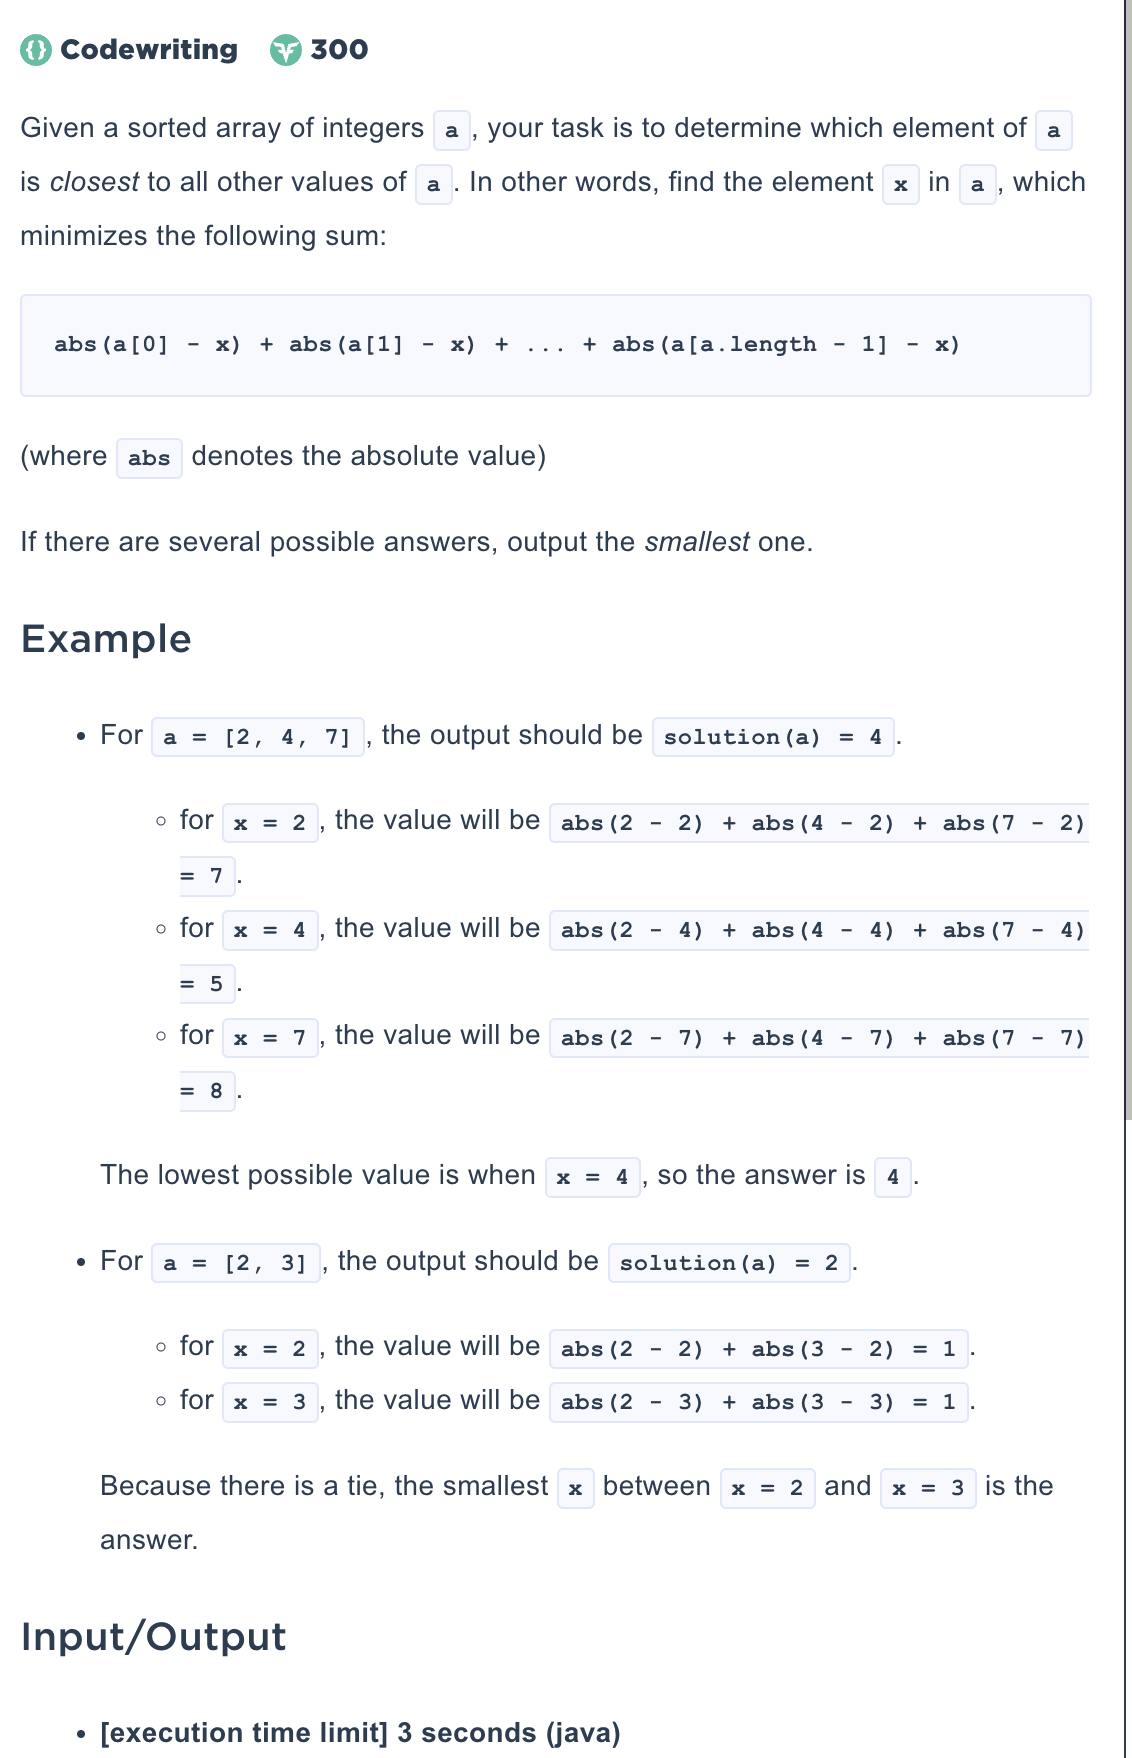 Codewriting 300
Given a sorted array of integers a, your task is to determine which element of a
is closest to all other values of a. In other words, find the element x in a, which
minimizes the following sum:
abs(a[0] - x) + abs(a[1] - x) + ... + abs(a[a.length - 1] - x)
(where abs denotes the absolute value)
If there are several possible answers, output the smallest one.
Example
• For a = [2, 4, 7], the output should be solution(a) = 4.
◦ for x = 2, the value will be abs(2 - 2) + abs(4 - 2) + abs(7 - 2)
= 7.
◦ for x = 4, the value will be abs(2 - 4) + abs(4 - 4) + abs(7 - 4)
= 5.
◦ for x = 7, the value will be abs(2 - 7) + abs(4 - 7) + abs(7 - 7)
= 8.
The lowest possible value is when x = 4, so the answer is 4.
• For a = [2, 3], the output should be solution(a) = 2.
◦ for x = 2, the value will be abs(2 - 2) + abs(3 - 2) = 1.
◦ for x = 3, the value will be abs(2 - 3) + abs(3 - 3) = 1.
Because there is a tie, the smallest x between x = 2 and x = 3 is the
answer.
Input/Output
• [execution time limit] 3 seconds (java)